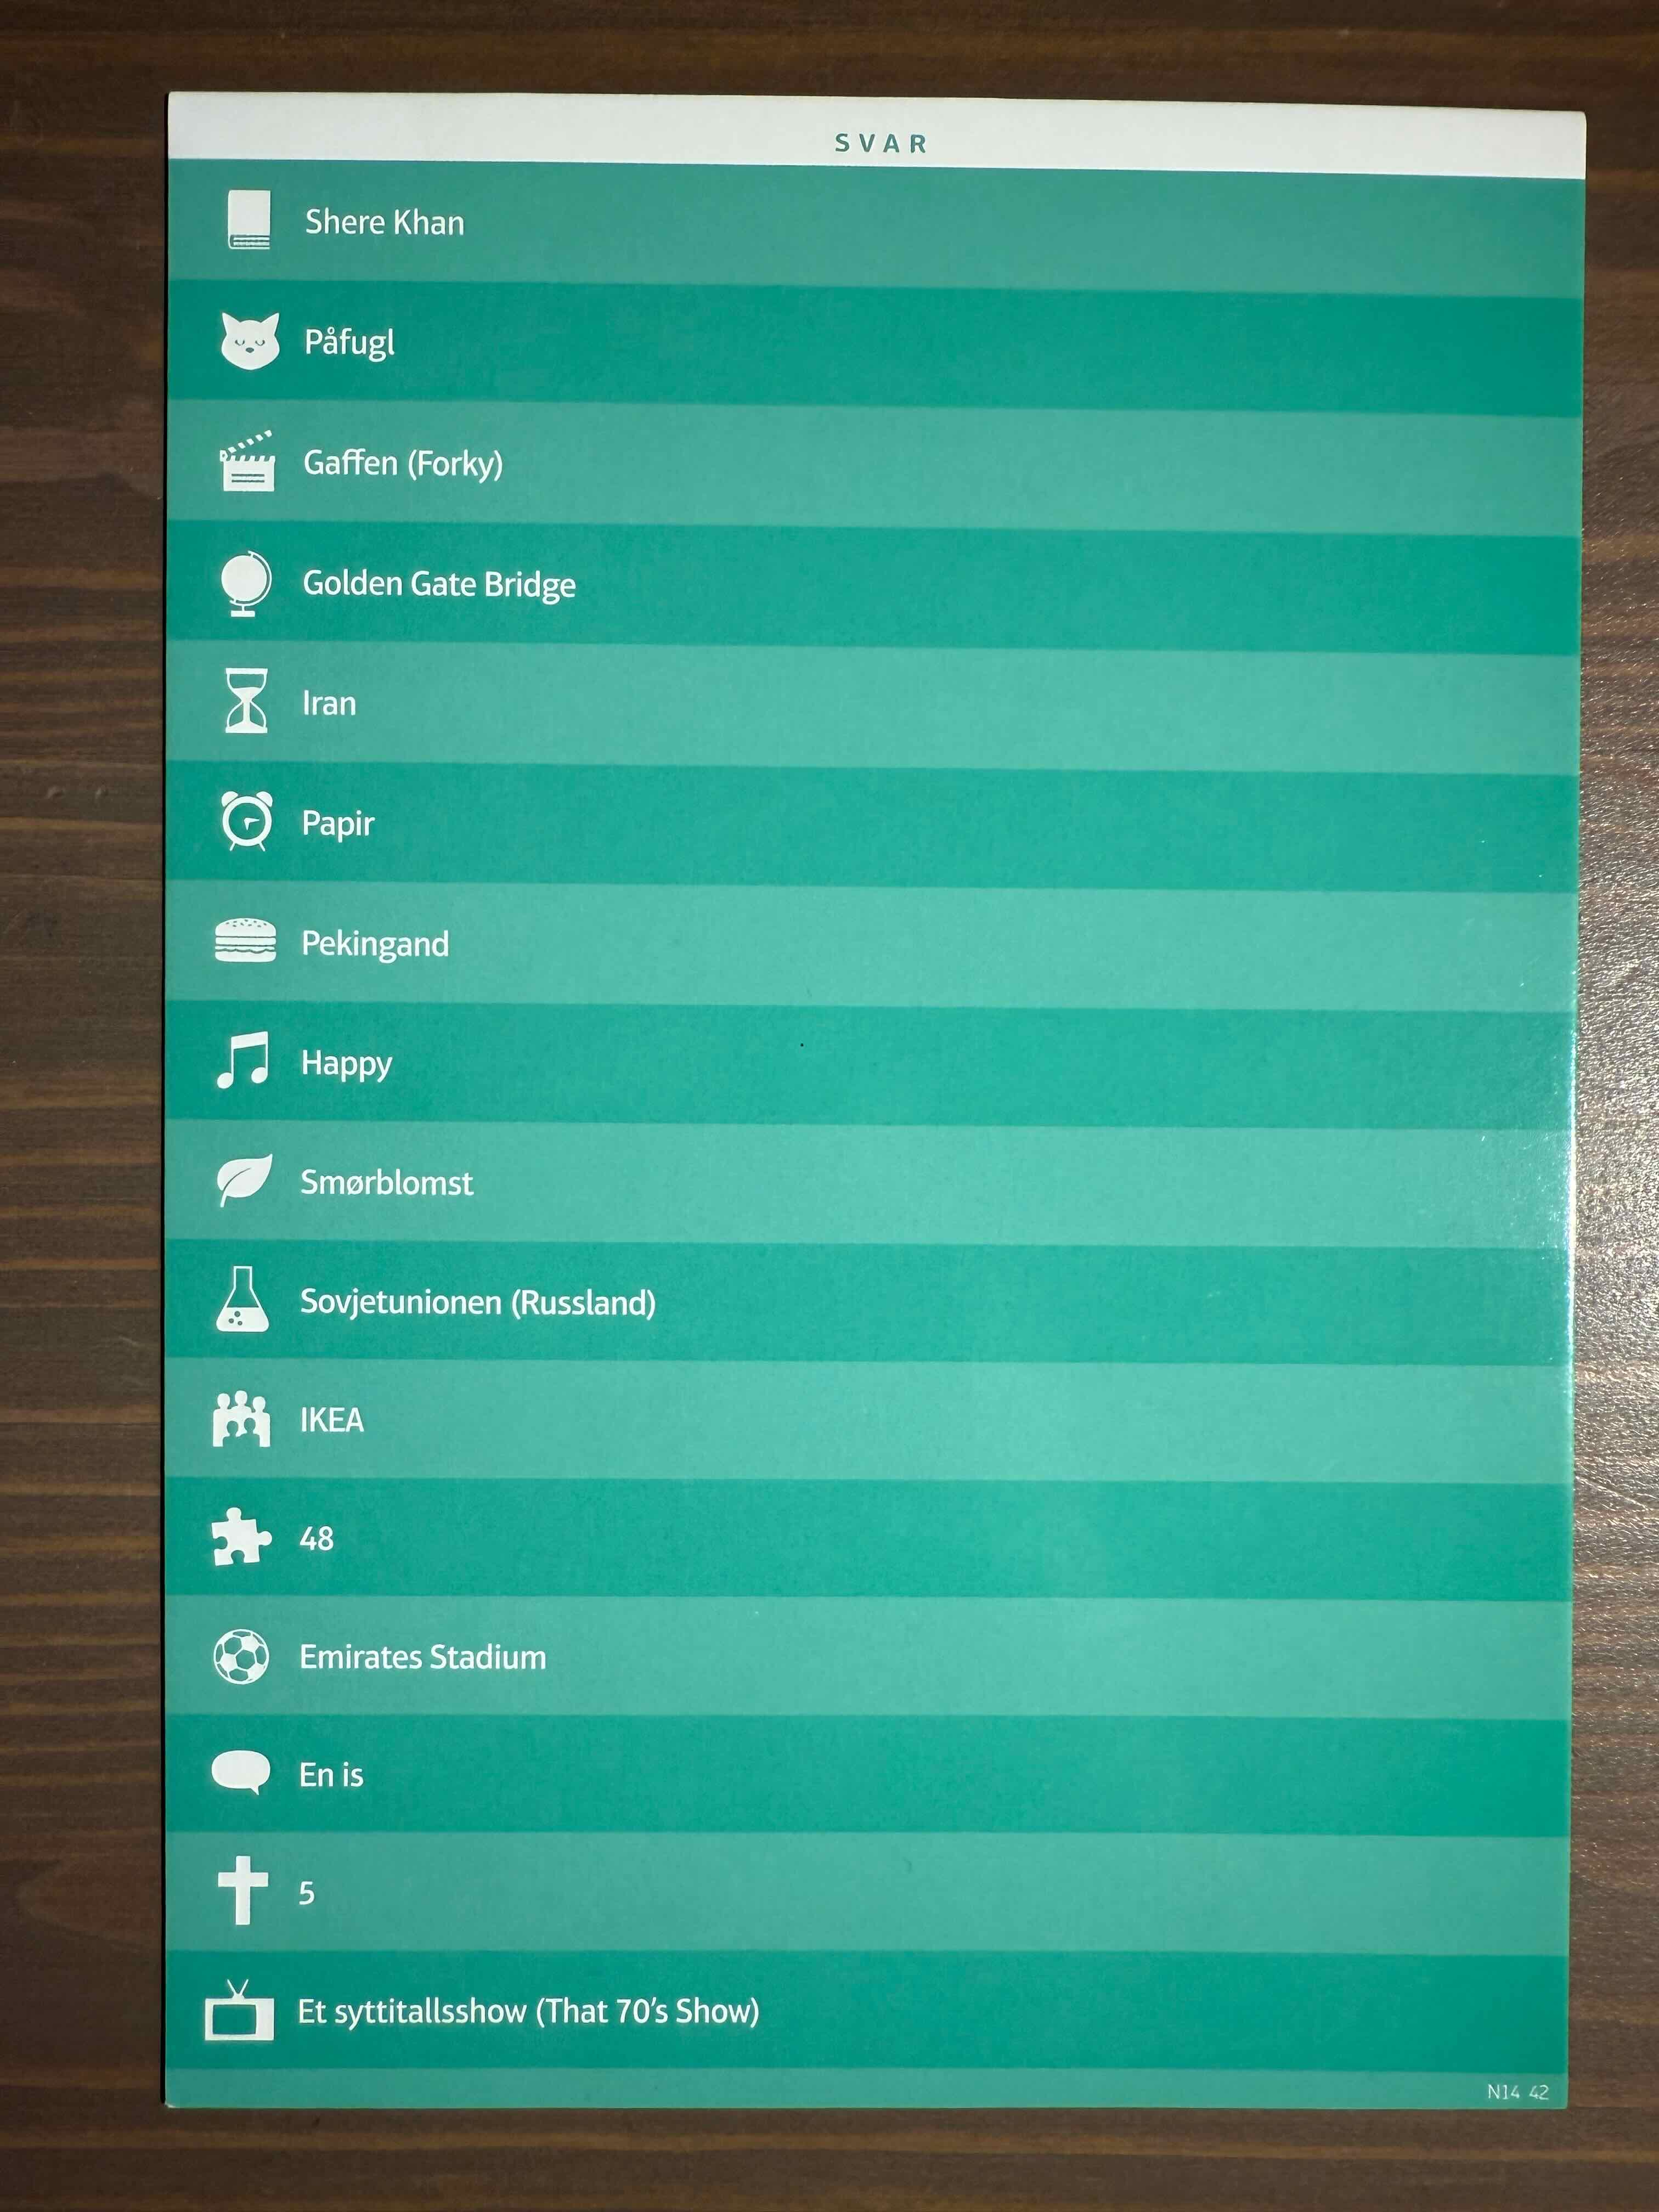 SVAR
Shere Khan
Påfugl
Gaffen (Forky)
Golden Gate Bridge
Iran
Papir
Pekingand
Happy
Smørblomst
Sovjetunionen (Russland)
IKEA
48
Emirates Stadium
En is
5
Et syttitallsshow (That 70's Show)
N14 42